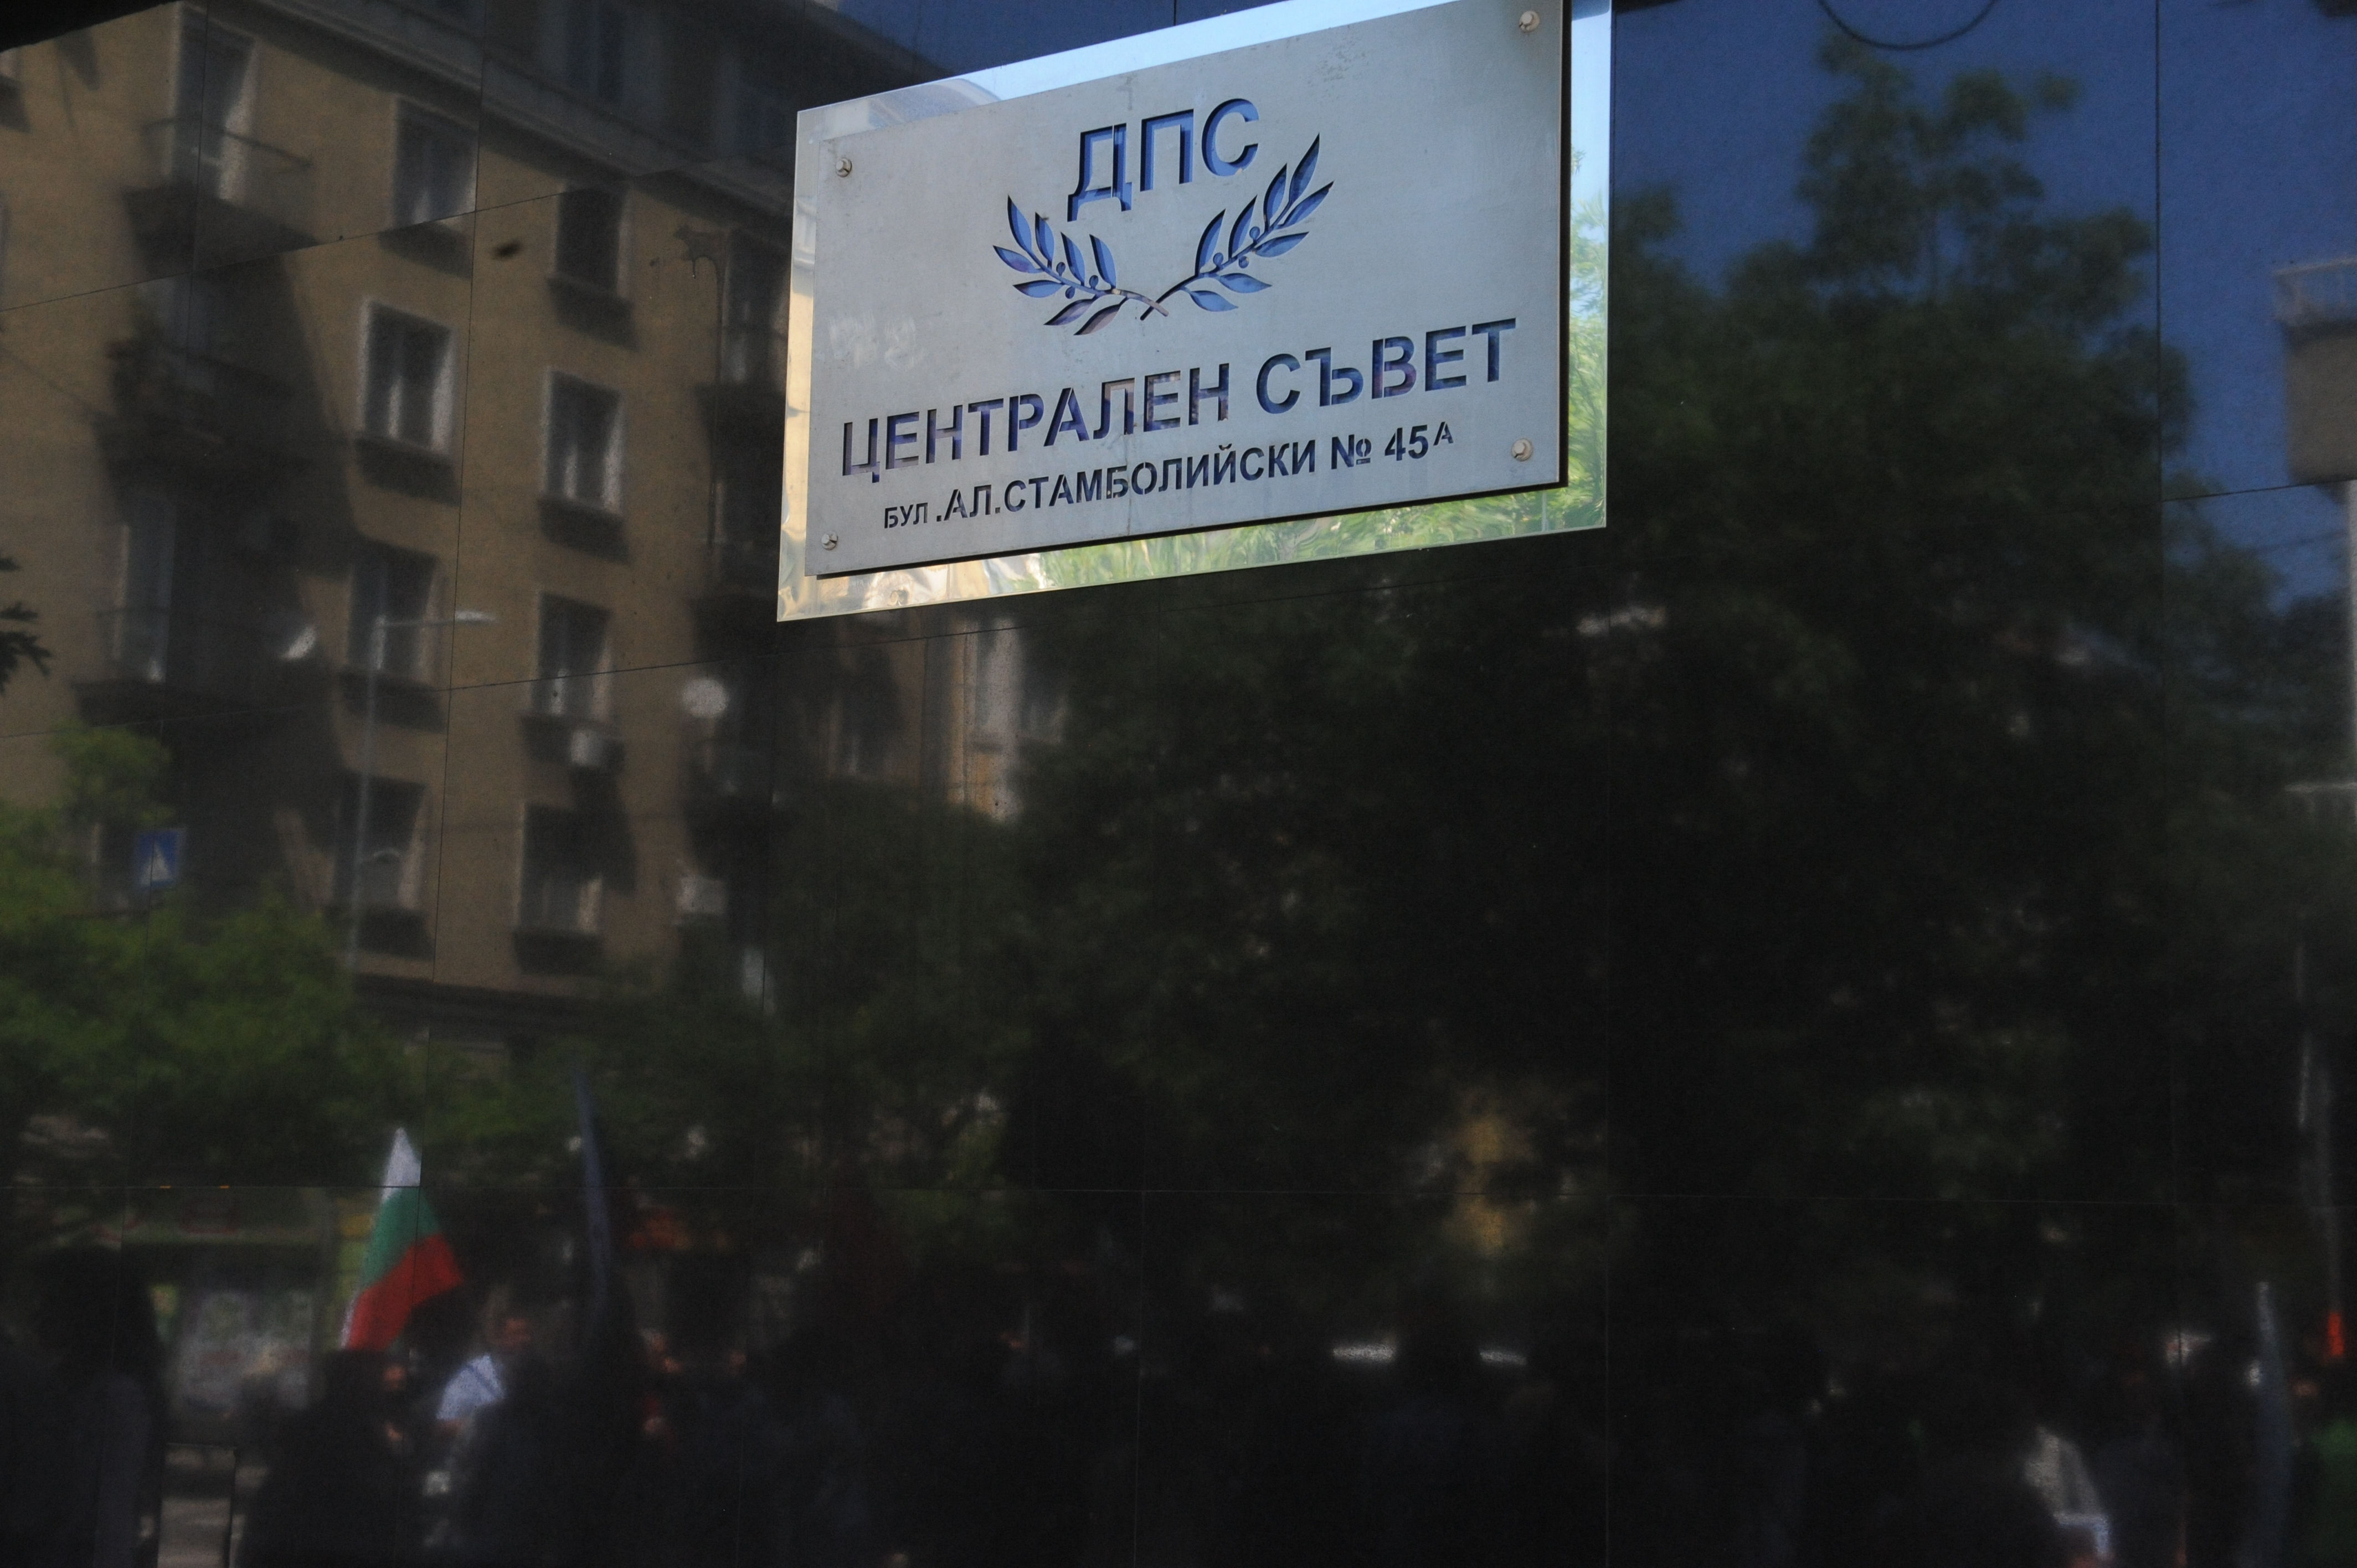 ДПС
ЦЕНТРАЛЕН СЪВЕТ
БУЛ.АЛ.СТАМБОЛИЙСКИ № 45А